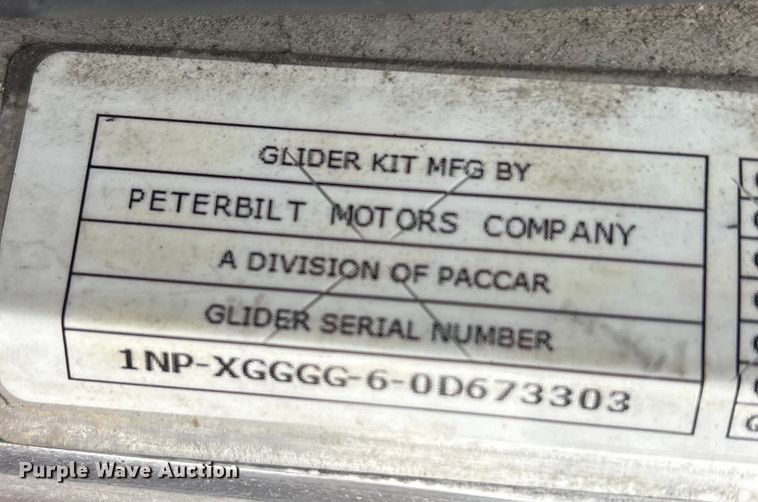 GLIDER KIT MFG BY
PETERBILT MOTORS COMPANY
A DIVISION OF PACCAR
GLIDER SERIAL NUMBER
1NP-XGGGG-6-0D673303
Purple Wave Auction